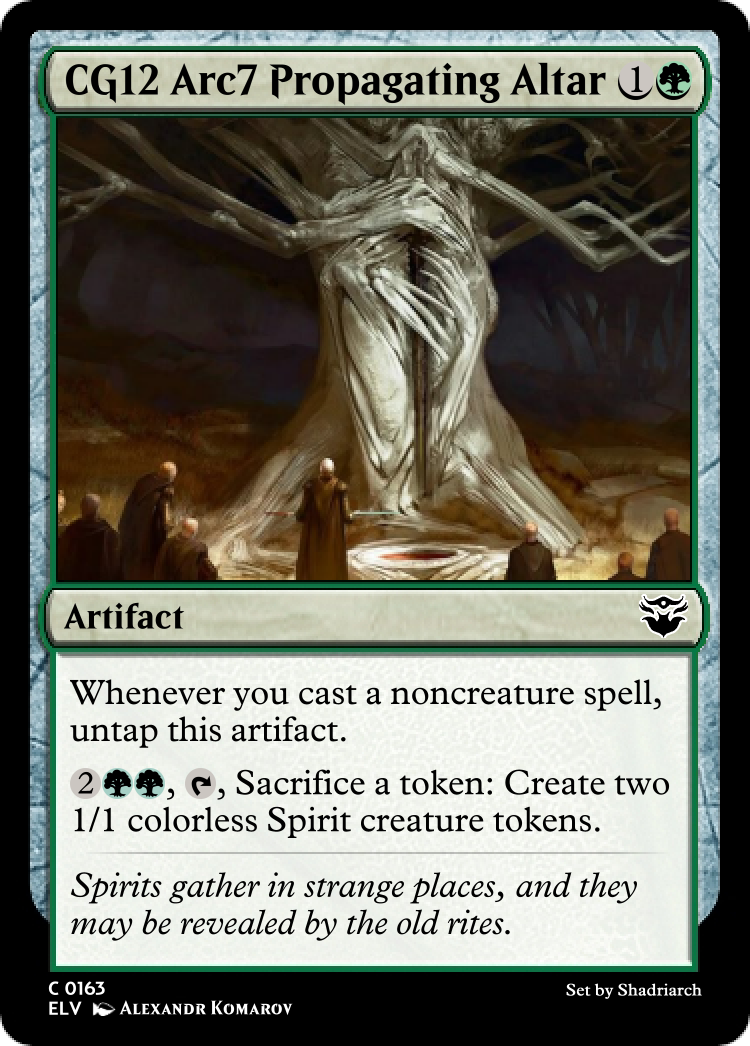 CG12 Arc7 Propagating Altar 1
Artifact
Whenever you cast a noncreature spell,
untap this artifact.
2, , Sacrifice a token: Create two
1/1 colorless Spirit creature tokens.
Spirits gather in strange places, and they
may be revealed by the old rites.
C 0163
ELV ALEXANDR KOMAROV
Set by Shadriarch